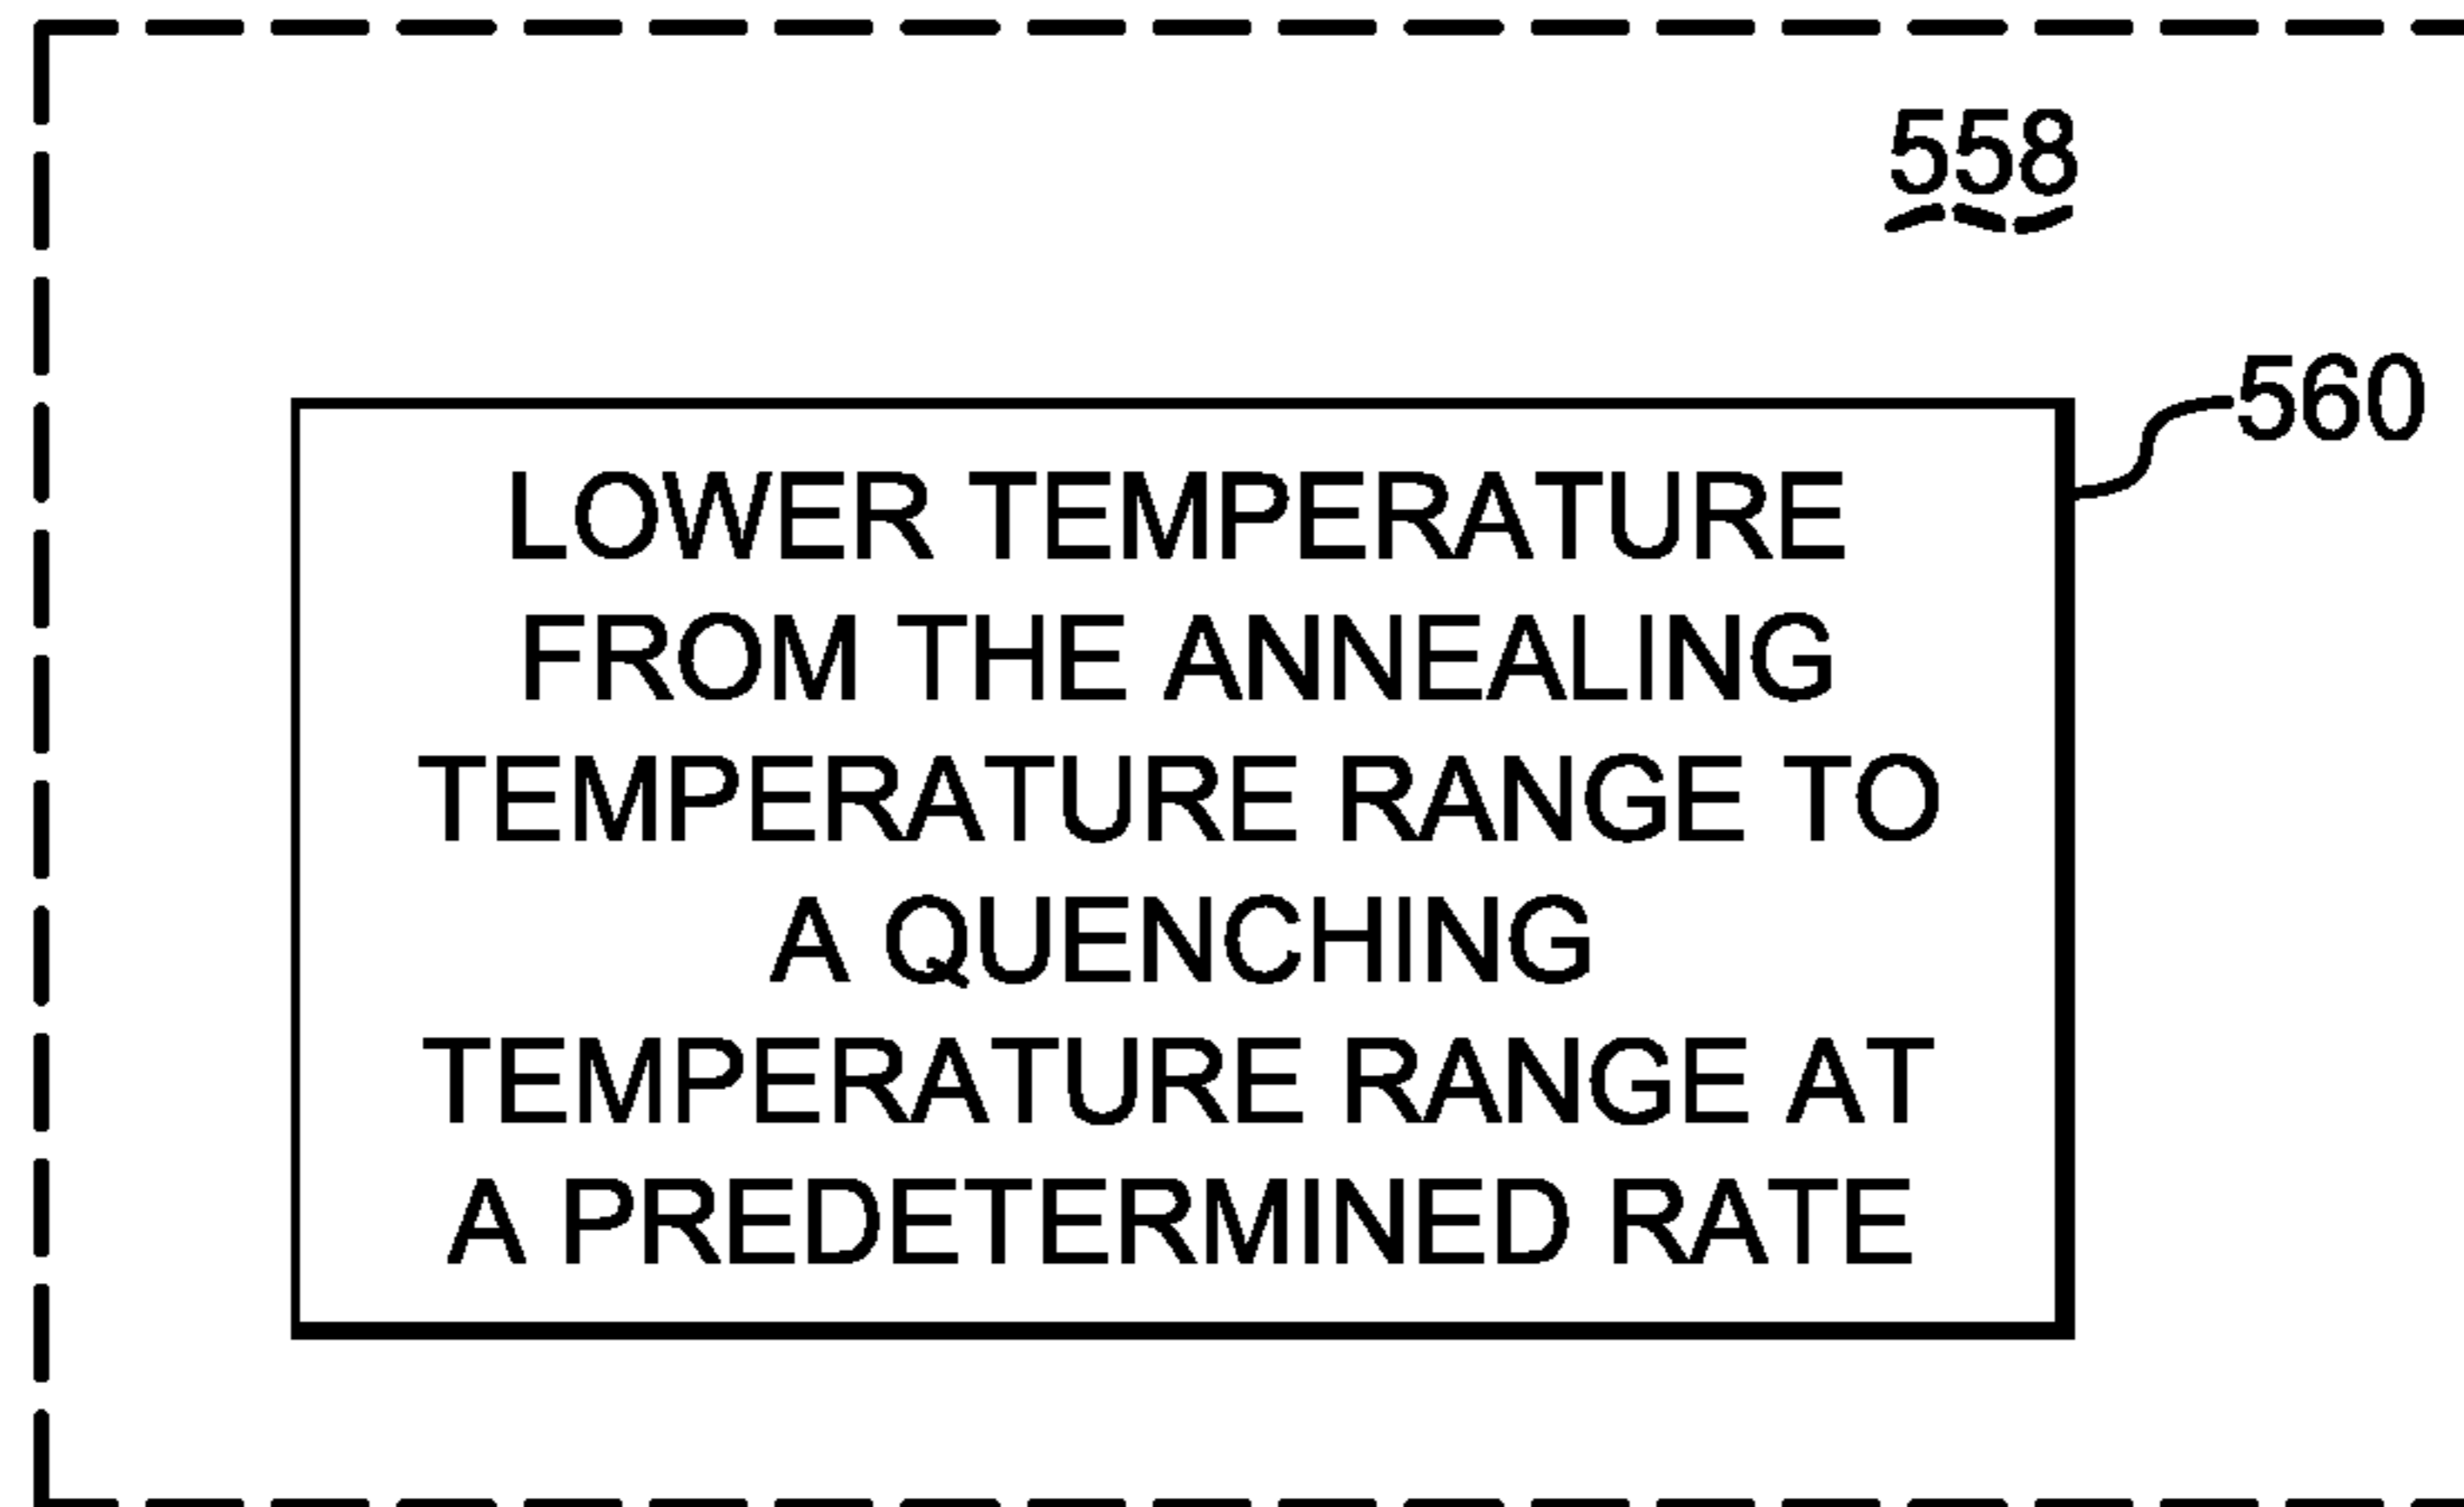 558
560
LOWER TEMPERATURE
FROM THE ANNEALING
TEMPERATURE RANGE TO
A QUENCHING
TEMPERATURE RANGE AT
A PREDETERMINED RATE